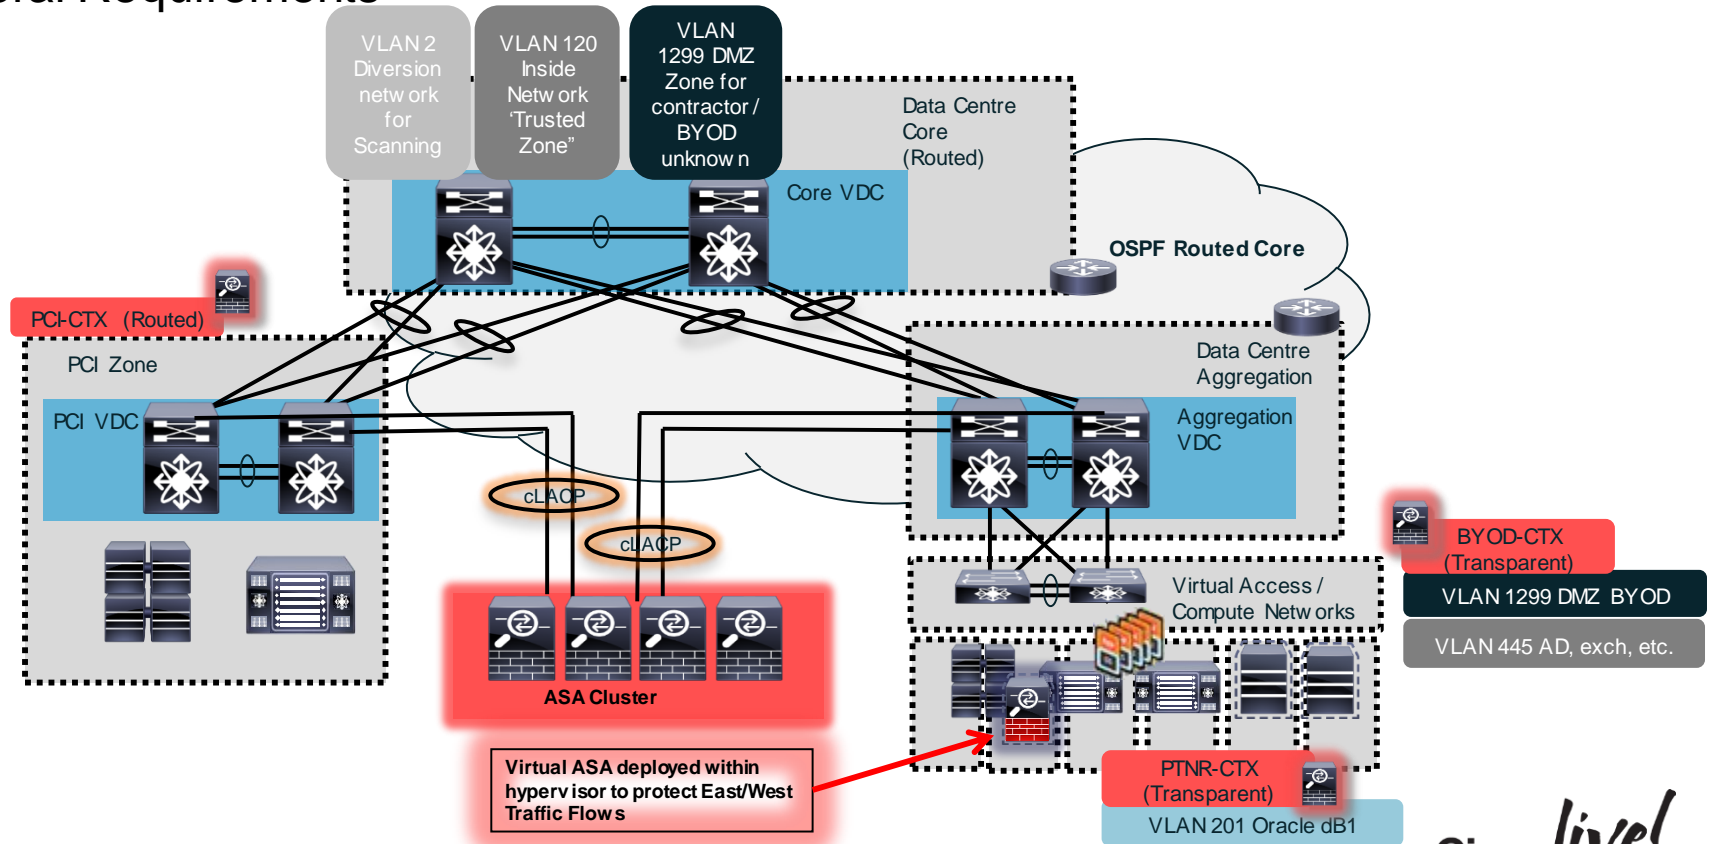 eral Requirements
VLAN 2
Diversion
network
for
Scanning
VLAN 120
Inside
Network
‘Trusted
Zone”
VLAN
1299 DMZ
Zone for
contractor /
BYOD
unknown
Data Centre
Core
(Routed)
Core VDC
OSPF Routed Core
PCI-CTX (Routed)
PCI Zone
PCI VDC
Data Centre
Aggregation
Aggregation
VDC
cLACP
cLACP
ASA Cluster
Virtual ASA deployed within
hypervisor to protect East/West
Traffic Flows
Virtual Access /
Compute Networks
BYOD-CTX
(Transparent)
VLAN 1299 DMZ BYOD
VLAN 445 AD, exch, etc.
PTNR-CTX
(Transparent)
VLAN 201 Oracle dB1
live!